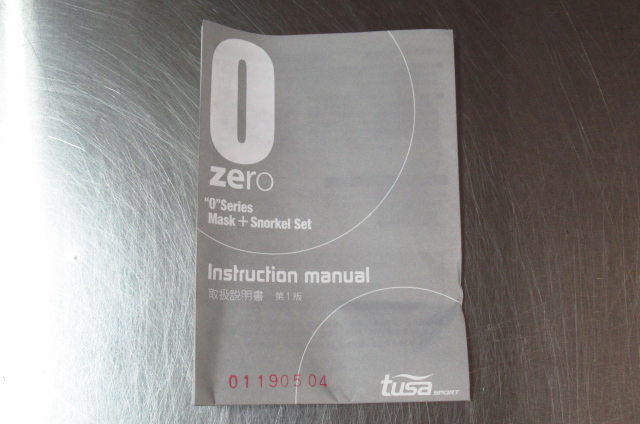 0
zero
"0"Series
Mask + Snorkel Set
Instruction manual
取扱説明書 第1版
01190504
tusa SPORT